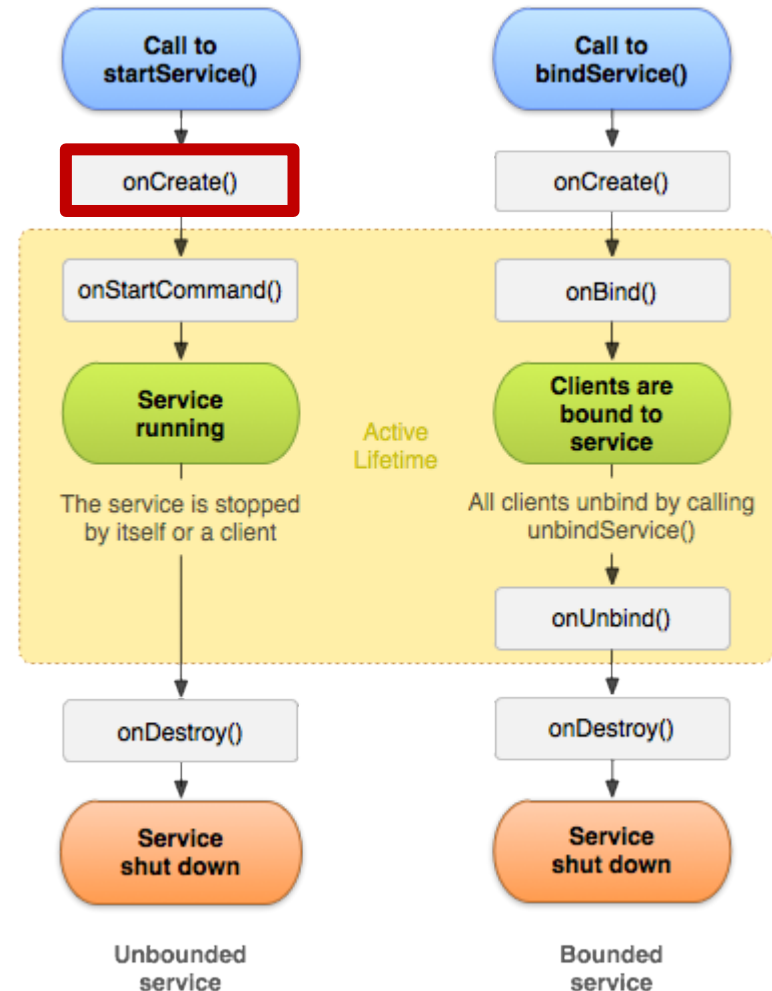 Call to
startService()
onCreate()
onStartCommand()
Service
running
The service is stopped
by itself or a client
onDestroy()
Service
shut down
Unbounded
service
Active
Lifetime
Call to
bindService()
onCreate()
onBind()
Clients are
bound to
service
All clients unbind by calling
unbindService()
onUnbind()
onDestroy()
Service
shut down
Bounded
service